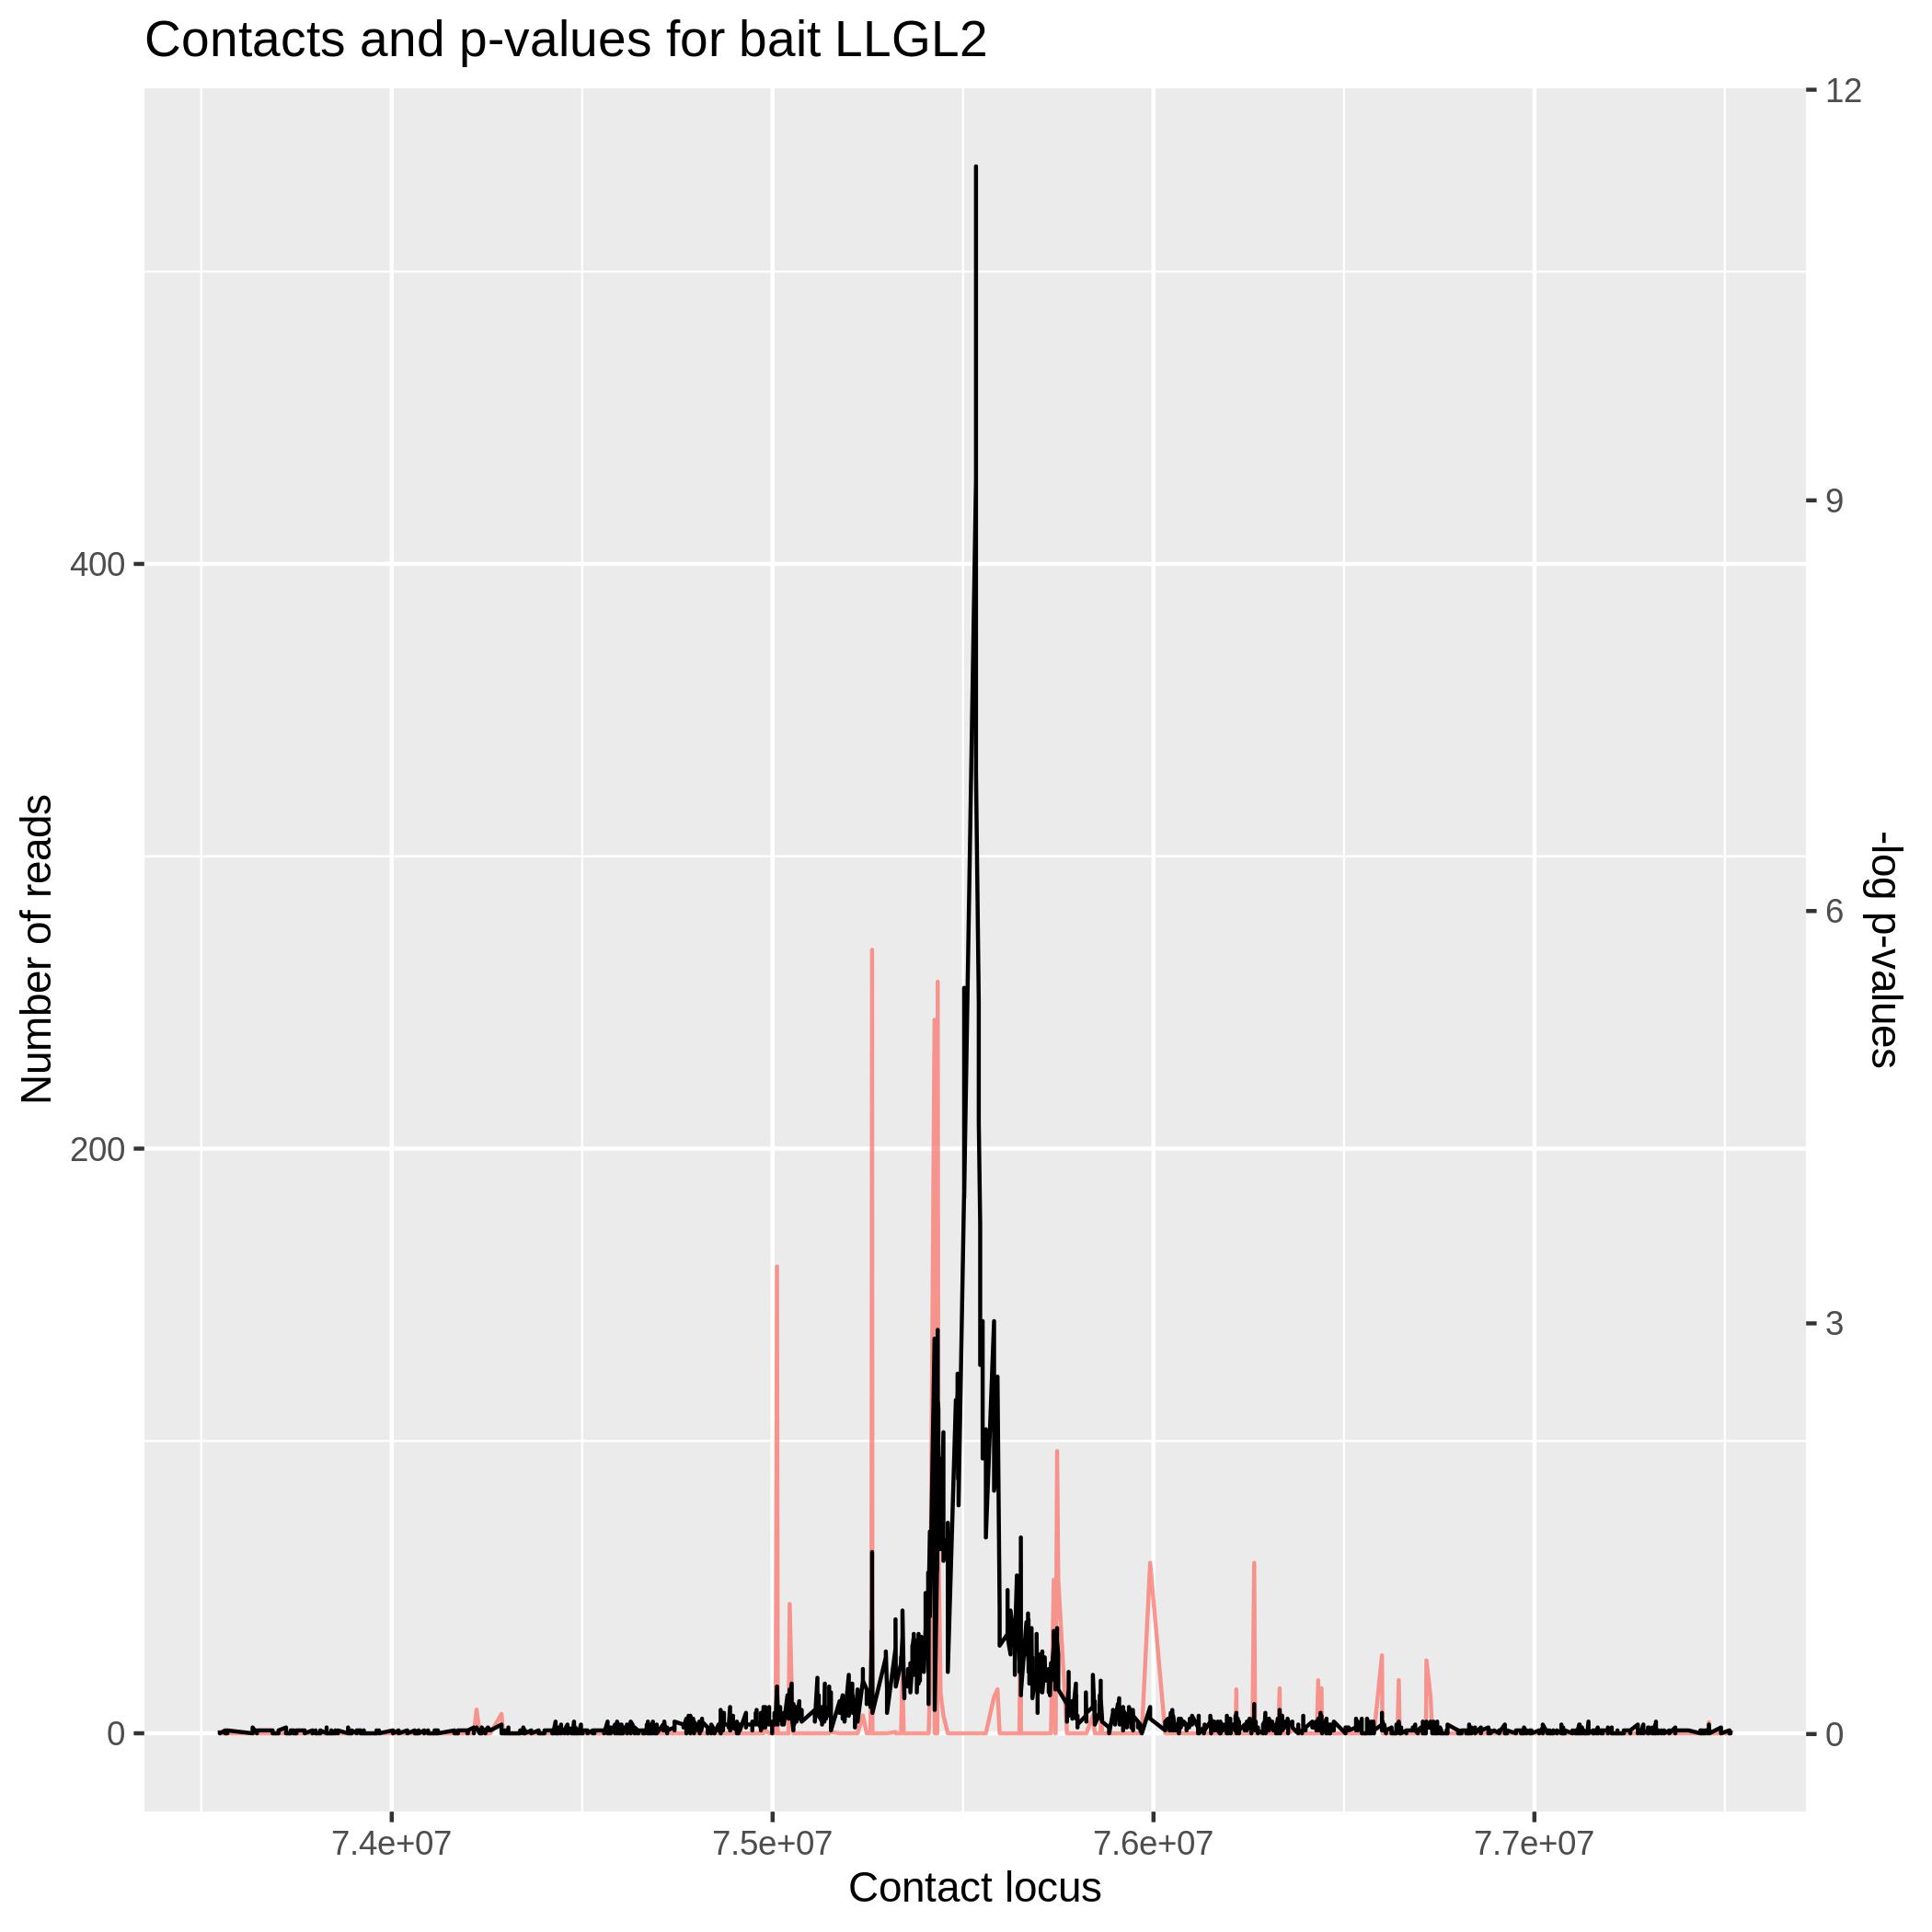 Contacts and p-values for bait LLGL2
12
9
6
3
0
-log p-values
400
200
0
Number of reads
7.4e+07
7.5e+07
7.6e+07
7.7e+07
Contact locus